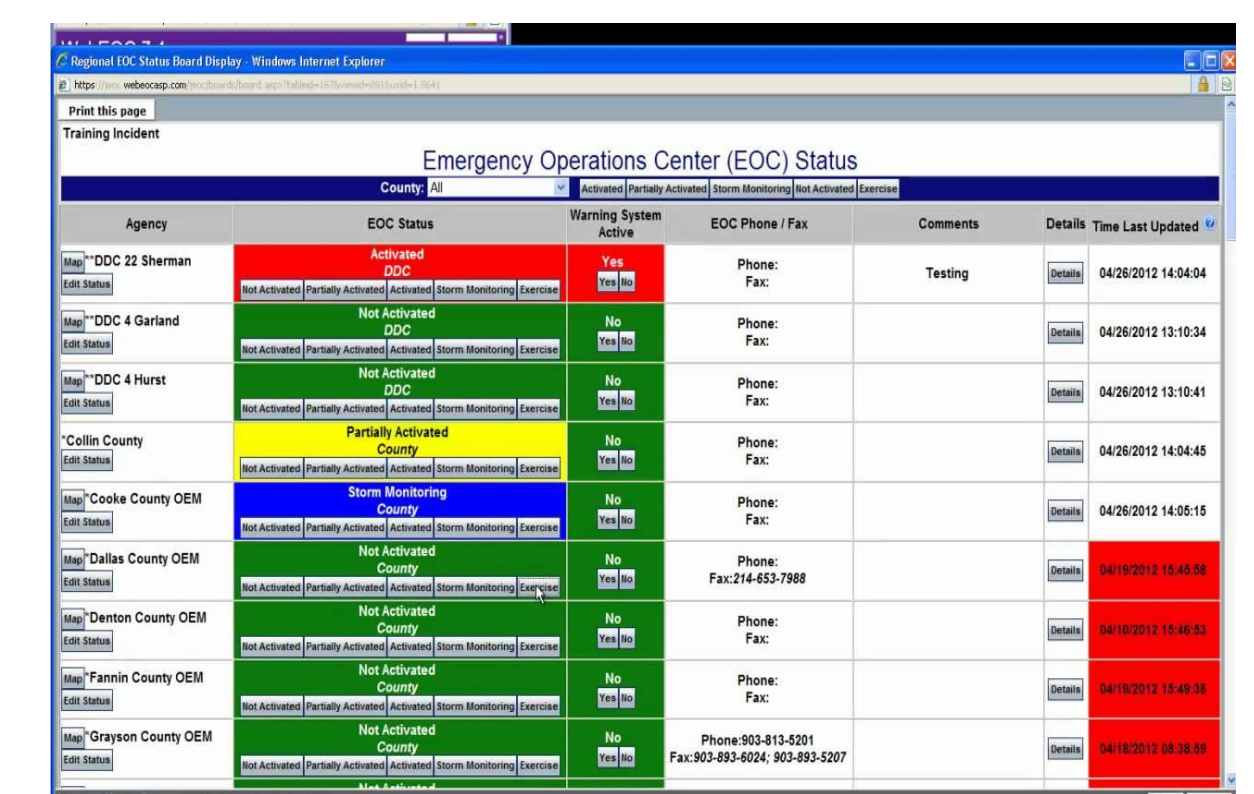 Regional EOC Status Board Display - Windows Internet Explorer
Print this page
Training Incident
Emergency Operations Center (EOC) Status
County: All Activated Partially Activated Storm Monitoring Not Activated Exercise
Agency EOC Status Warning System Active EOC Phone / Fax Comments Details Time Last Updated
Map **DDC 22 Sherman
Edit Status
Activated
DDC
Not Activated Partially Activated Activated Storm Monitoring Exercise
Yes
Yes No
Phone:
Fax:
Testing
Details
04/26/2012 14:04:04
Map **DDC 4 Garland
Edit Status
Not Activated
DDC
Not Activated Partially Activated Activated Storm Monitoring Exercise
No
Yes No
Phone:
Fax:
Details
04/26/2012 13:10:34
Map **DDC 4 Hurst
Edit Status
Not Activated
DDC
Not Activated Partially Activated Activated Storm Monitoring Exercise
No
Yes No
Phone:
Fax:
Details
04/26/2012 13:10:41
*Collin County
Edit Status
Partially Activated
County
Not Activated Partially Activated Activated Storm Monitoring Exercise
No
Yes No
Phone:
Fax:
Details
04/26/2012 14:04:45
Map *Cooke County OEM
Edit Status
Storm Monitoring
County
Not Activated Partially Activated Activated Storm Monitoring Exercise
No
Yes No
Phone:
Fax:
Details
04/26/2012 14:05:15
Map *Dallas County OEM
Edit Status
Not Activated
County
Not Activated Partially Activated Activated Storm Monitoring Exercise
No
Yes No
Phone:
Fax:214-653-7988
Details
04/19/2012 15:45:58
Map *Denton County OEM
Edit Status
Not Activated
County
Not Activated Partially Activated Activated Storm Monitoring Exercise
No
Yes No
Phone:
Fax:
Details
04/10/2012 15:46:53
Map *Fannin County OEM
Edit Status
Not Activated
County
Not Activated Partially Activated Activated Storm Monitoring Exercise
No
Yes No
Phone:
Fax:
Details
04/19/2012 15:49:38
Map *Grayson County OEM
Edit Status
Not Activated
County
Not Activated Partially Activated Activated Storm Monitoring Exercise
No
Yes No
Phone:903-813-5201
Fax:903-893-6024; 903-893-5207
Details
04/18/2012 08:38:59